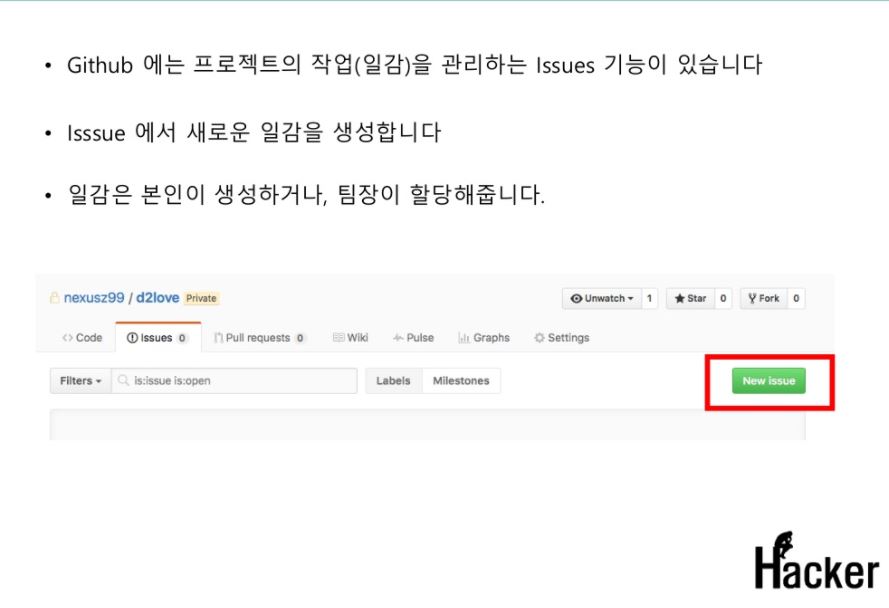 • Github 에는 프로젝트의 작업(일감)을 관리하는 Issues 기능이 있습니다
• Isssue 에서 새로운 일감을 생성합니다
• 일감은 본인이 생성하거나, 팀장이 할당해줍니다.
nexusz99 / d2love Private Unwatch 1 Star 0 Fork 0
Code Issues 0 Pull requests 0 Wiki Pulse Graphs Settings
Filters is:issue is:open Labels Milestones New issue
Hacker